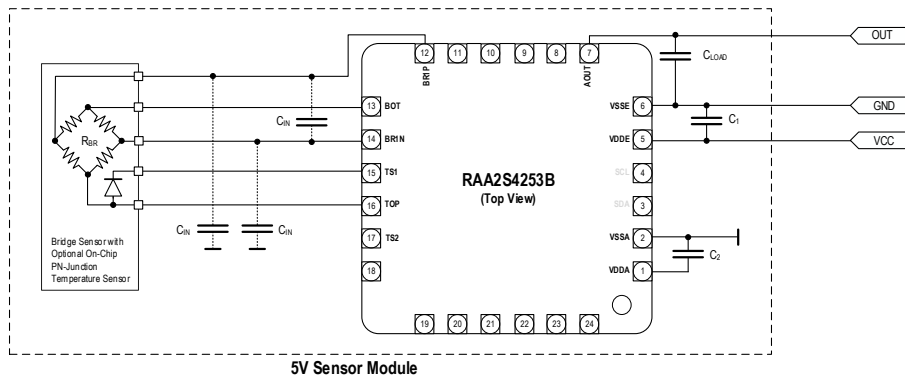 12
11
10
9
8
7
BR1P
AOUT
OUT
CLOAD
13
BOT
VSSE
6
GND
CIN
C1
RBR
14
BR1N
VDDE
5
VCC
15
TS1
RAA2S4253B
SCL
4
(Top View)
16
TOP
SDA
3
CIN
CIN
17
TS2
VSSA
2
C2
Bridge Sensor with
Optional On-Chip
PN-Junction
Temperature Sensor
18
VDDA
1
19
20
21
22
23
24
5V Sensor Module